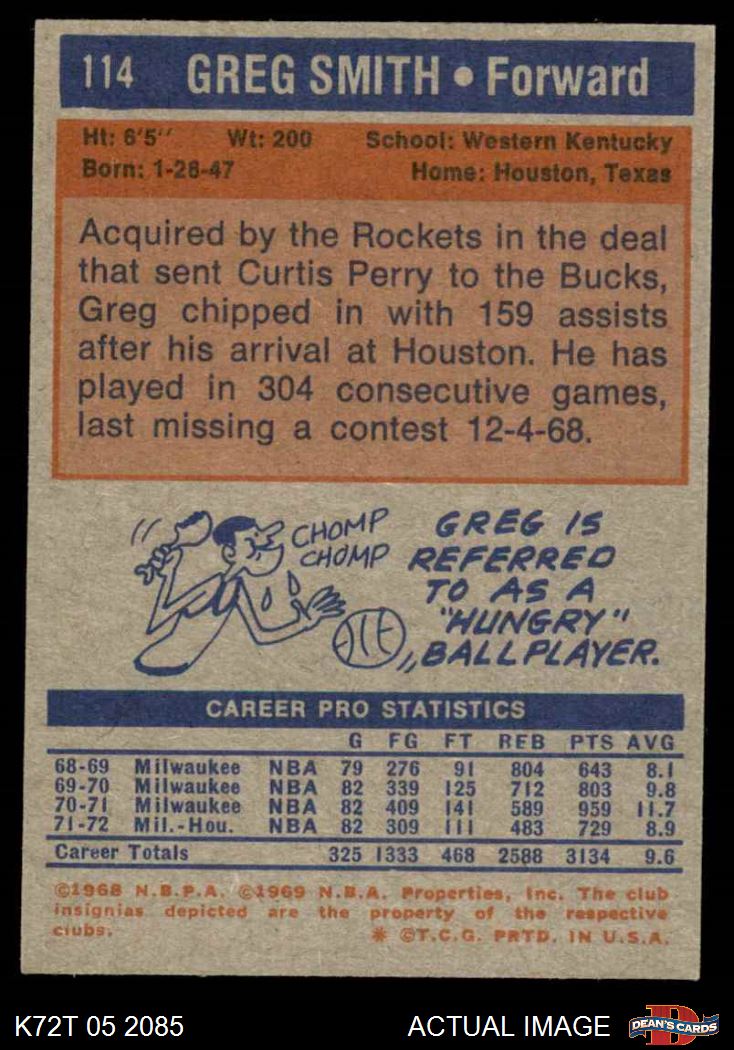 114 GREG SMITH • Forward
Ht: 6'5'' Wt: 200 School: Western Kentucky
Born: 1-28-47 Home: Houston, Texas
Acquired by the Rockets in the deal
that sent Curtis Perry to the Bucks,
Greg chipped in with 159 assists
after his arrival at Houston. He has
played in 304 consecutive games,
last missing a contest 12-4-68.
CHOMP
CHOMP
GREG IS
REFERRED
TO AS A
"HUNGRY"
BALLPLAYER.
CAREER PRO STATISTICS
G FG FT REB PTS AVG
68-69 Milwaukee NBA 79 276 91 804 643 8.1
69-70 Milwaukee NBA 82 339 125 712 803 9.8
70-71 Milwaukee NBA 82 409 141 589 959 11.7
71-72 Mil.-Hou. NBA 82 309 111 483 729 8.9
Career Totals 325 1333 468 2588 3134 9.6
©1968 N.B.P.A. ©1969 N.B.A. Properties, Inc. The club
insignias depicted are the property of the respective
clubs. * ©T.C.G. PRTD. IN U.S.A.
K72T 05 2085 ACTUAL IMAGE D DEAN'S CARDS